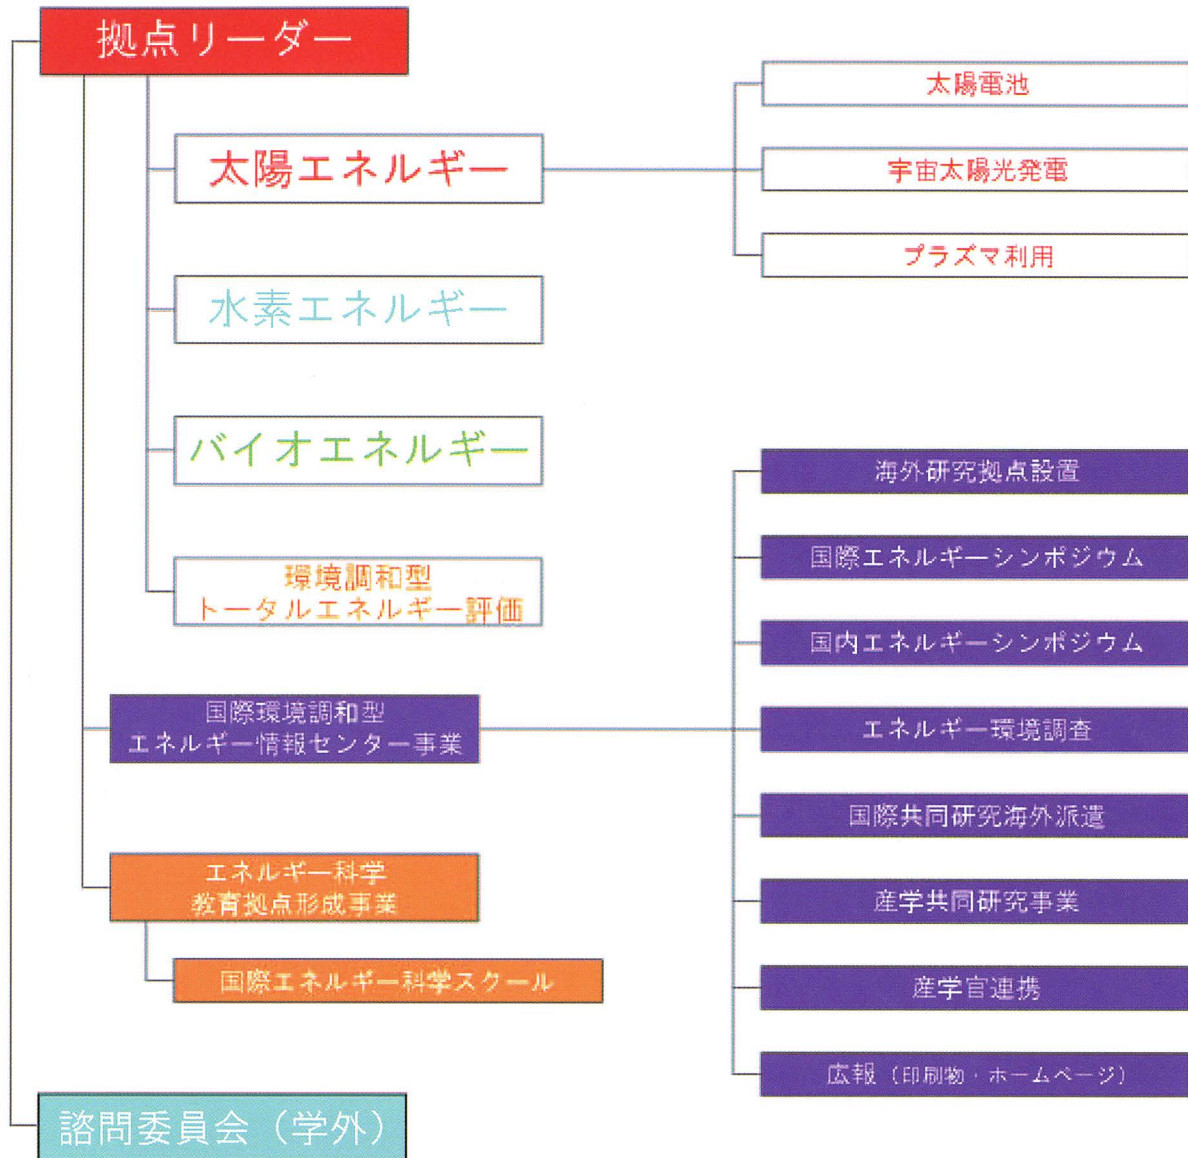 拠点リーダー
太陽エネルギー
太陽電池
宇宙太陽光発電
プラズマ利用
水素エネルギー
バイオエネルギー
環境調和型
トータルエネルギー評価
国際環境調和型
エネルギー情報センター事業
海外研究拠点設置
国際エネルギーシンポジウム
国内エネルギーシンポジウム
エネルギー環境調査
国際共同研究海外派遣
産学共同研究事業
産学官連携
広報（印刷物・ホームページ）
エネルギー科学
教育拠点形成事業
国際エネルギー科学スクール
諮問委員会（学外）